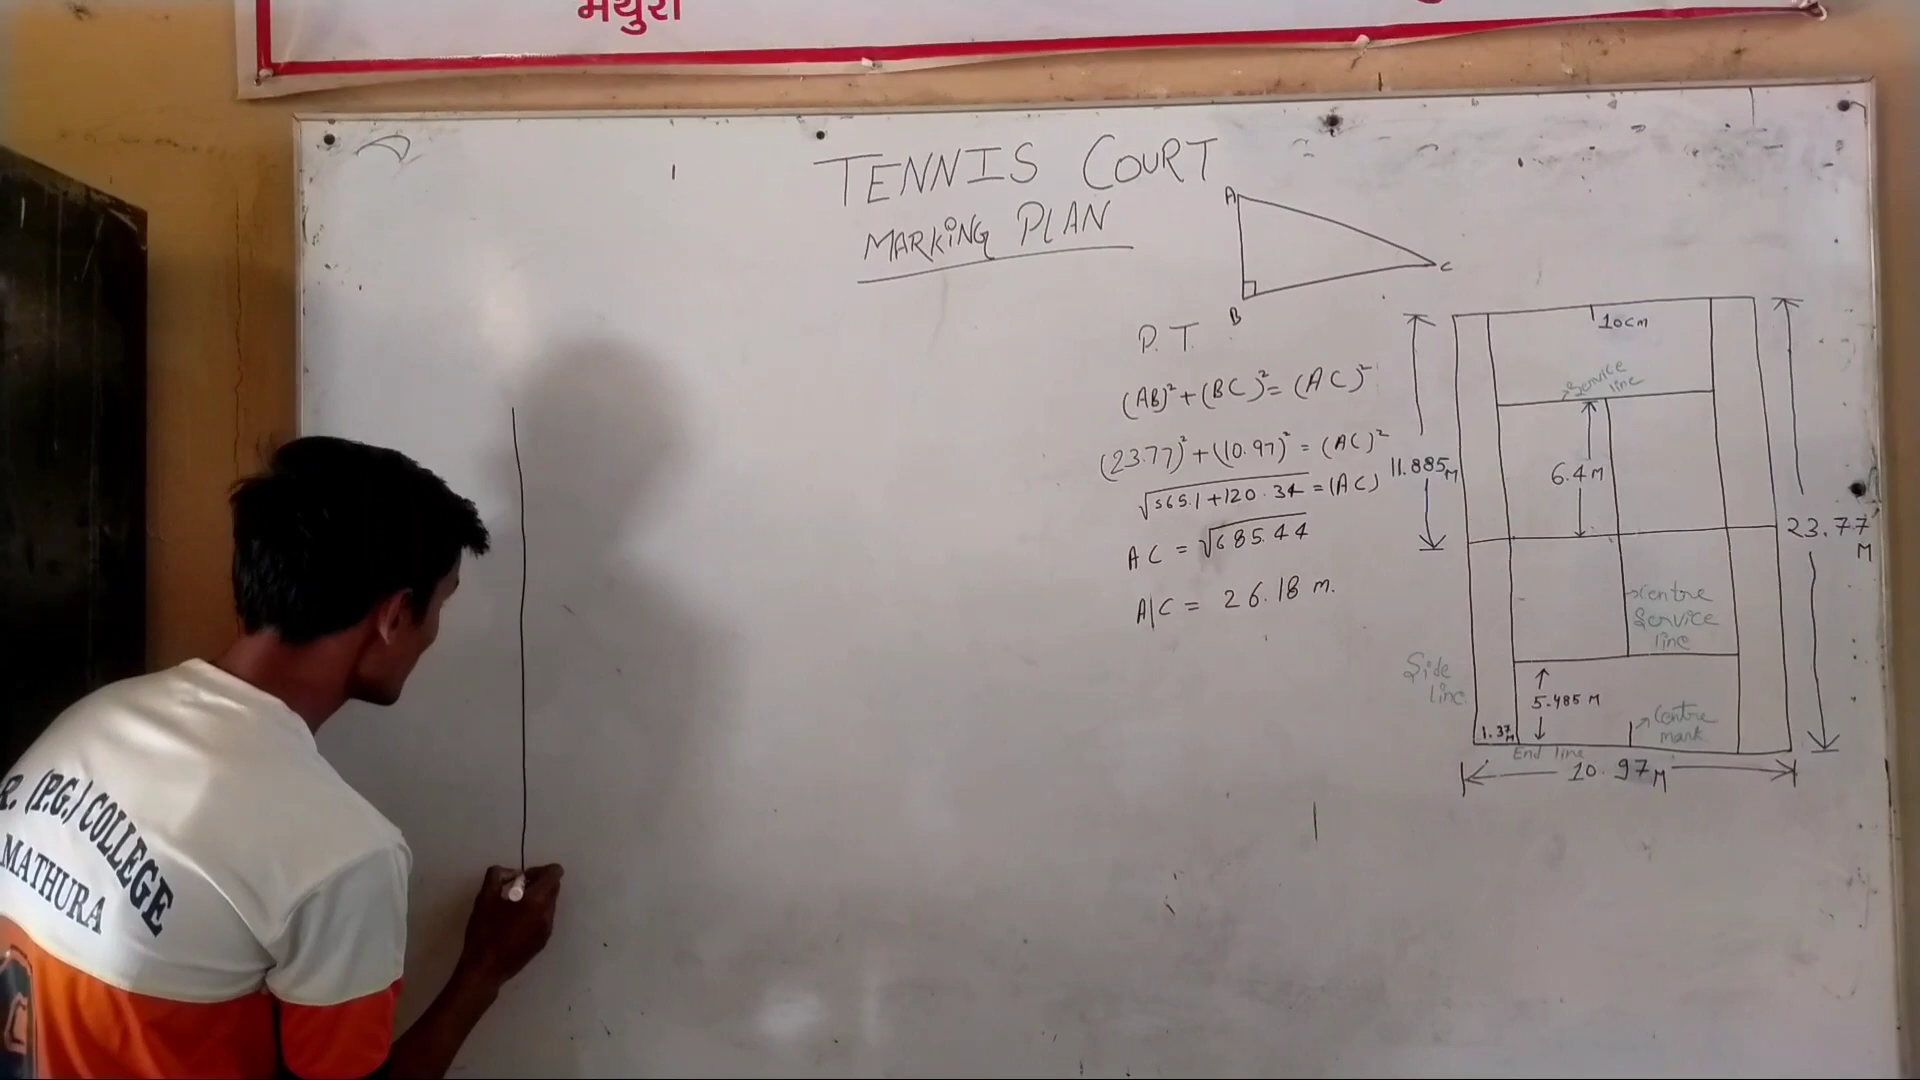 मथुरा
TENNIS COURT
MARKING PLAN
A
C
B
P.T.
(AB)² + (BC)² = (AC)²
(23.77)² + (10.97)² = (AC)²
√565.1+120.34 = (AC)
AC = √685.44
A|C = 26.18 m.
10cm
Service
line
11.885M
6.4M
23.77
M
Centre
Service
line
Side
line
5.485 M
1.37M
Centre
mark
End line
10.97M
R. (P.G.) COLLEGE
MATHURA